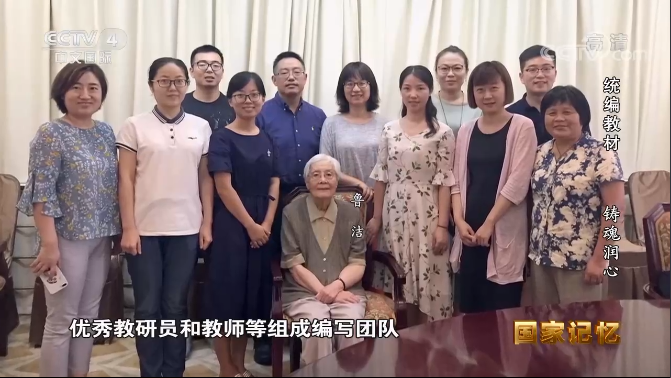 CCTV 4
中文国际
高清
CCTV.com
统编教材 铸魂润心
鲁洁
优秀教研员和教师等组成编写团队
国家记忆